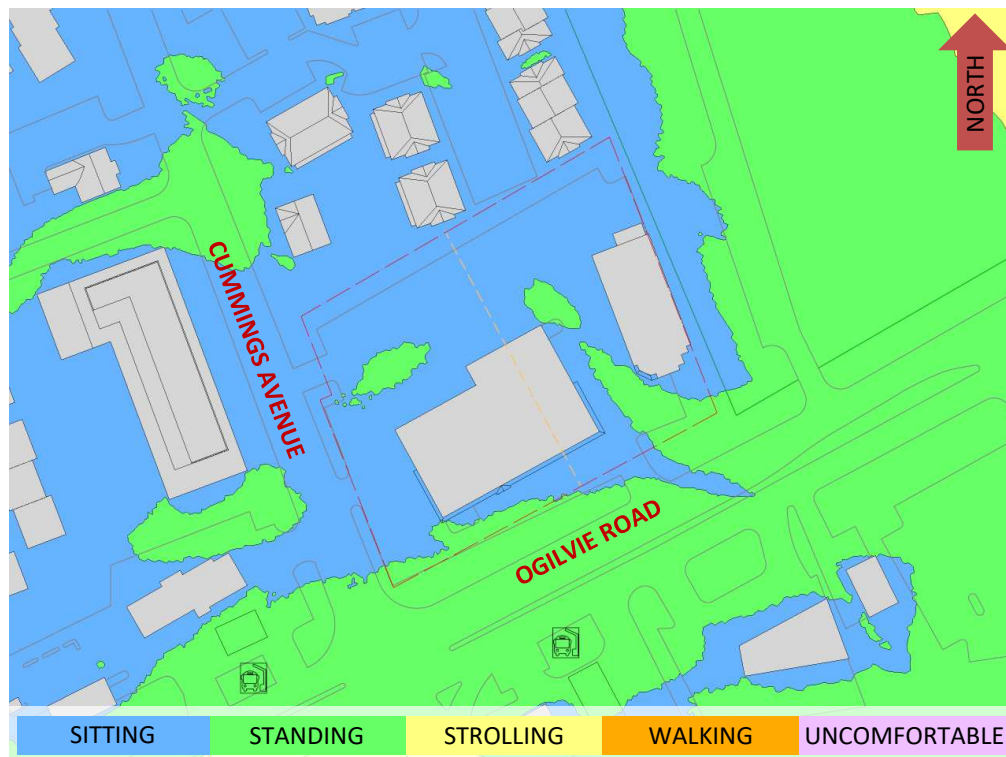 NORTH
CUMMINGS AVENUE
OGILVIE ROAD
SITTING
STANDING
STROLLING
WALKING
UNCOMFORTABLE